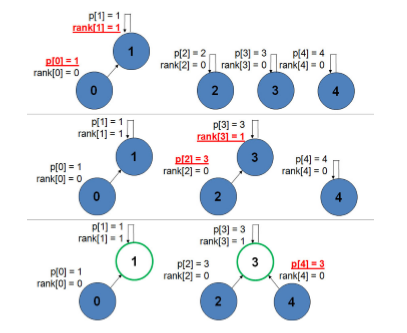 p[1] = 1
rank[1] = 1
1
p[0] = 1
rank[0] = 0
0
p[2] = 2
rank[2] = 0
2
p[3] = 3
rank[3] = 0
3
p[4] = 4
rank[4] = 0
4
p[1] = 1
rank[1] = 1
1
p[0] = 1
rank[0] = 0
0
p[3] = 3
rank[3] = 1
3
p[2] = 3
rank[2] = 0
2
p[4] = 4
rank[4] = 0
4
p[1] = 1
rank[1] = 1
1
p[0] = 1
rank[0] = 0
0
p[3] = 3
rank[3] = 1
3
p[2] = 3
rank[2] = 0
2
p[4] = 3
rank[4] = 0
4